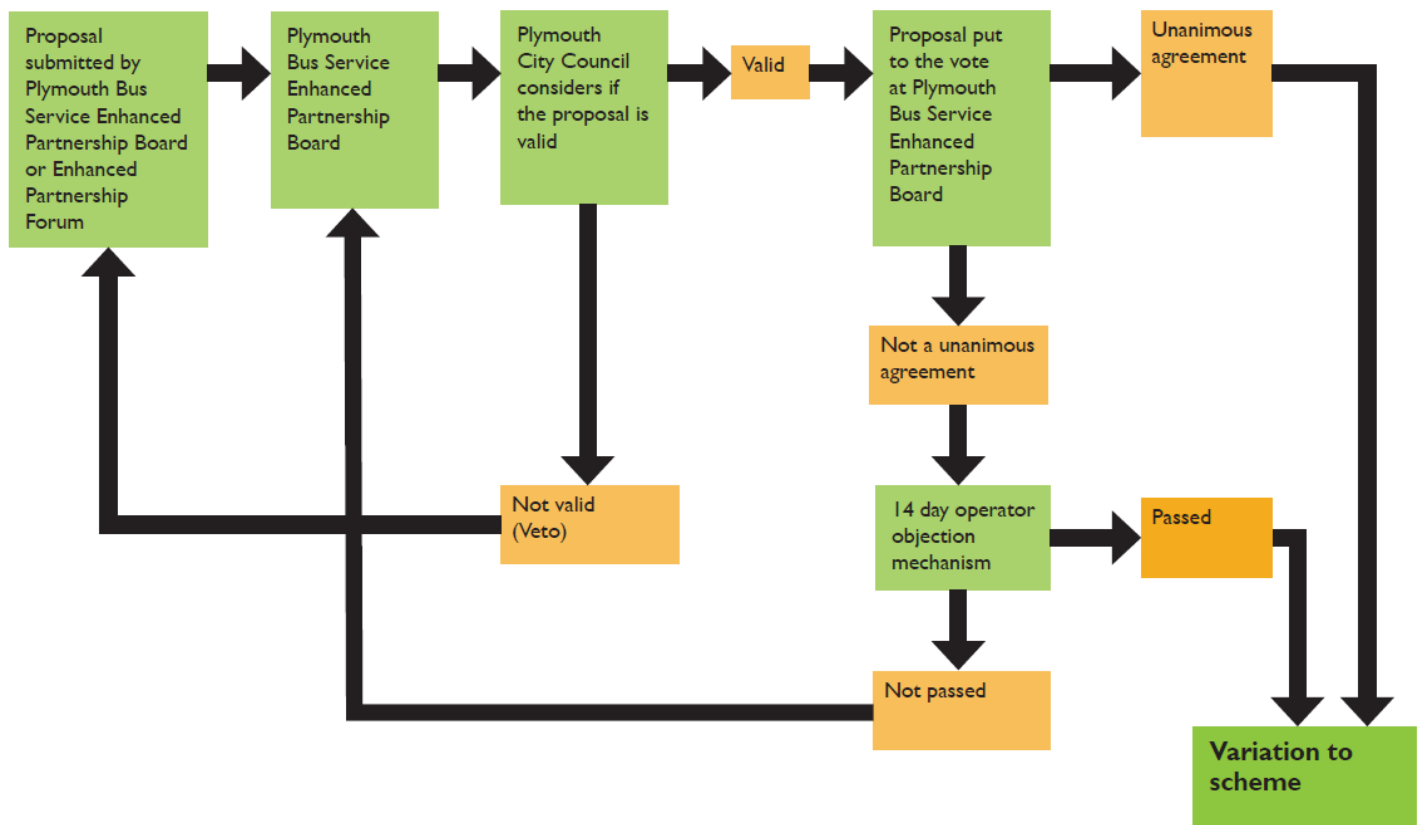 Proposal
submitted by
Plymouth Bus
Service Enhanced
Partnership Board
or Enhanced
Partnership
Forum
Plymouth
Bus Service
Enhanced
Partnership
Board
Plymouth
City Council
considers if
the proposal is
valid
Valid
Proposal put
to the vote
at Plymouth
Bus Service
Enhanced
Partnership
Board
Unanimous
agreement
Not a unanimous
agreement
Not valid
(Veto)
14 day operator
objection
mechanism
Passed
Not passed
Variation to
scheme